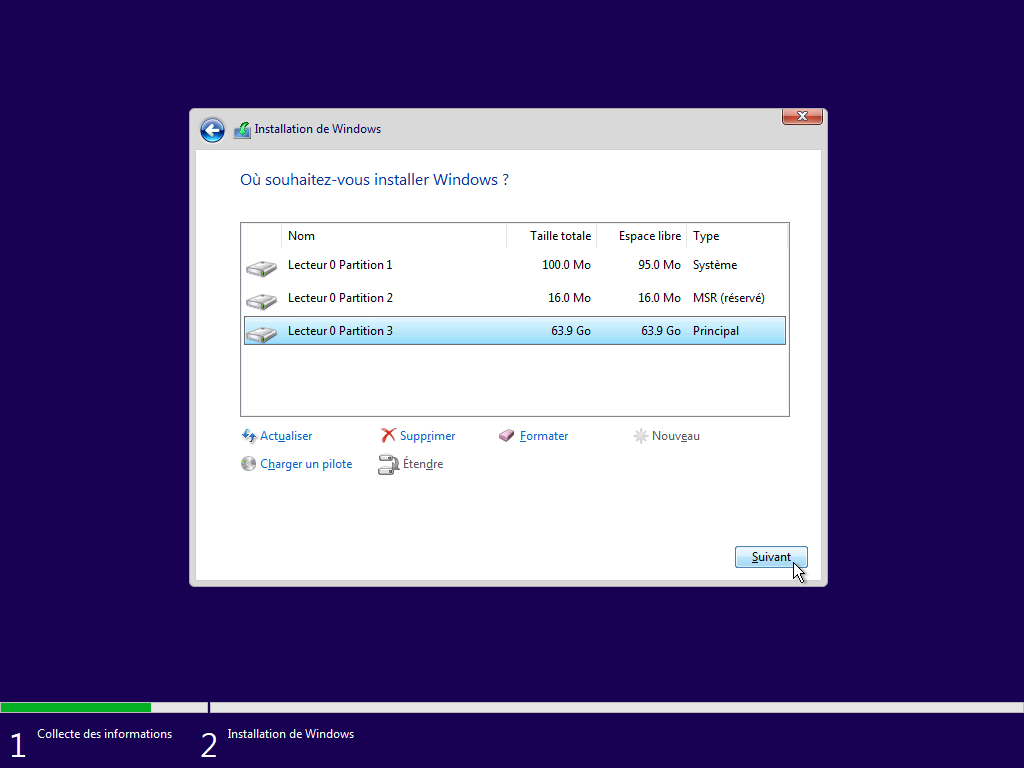 Installation de Windows
Où souhaitez-vous installer Windows ?
Nom Taille totale Espace libre Type
Lecteur 0 Partition 1 100.0 Mo 95.0 Mo Système
Lecteur 0 Partition 2 16.0 Mo 16.0 Mo MSR (réservé)
Lecteur 0 Partition 3 63.9 Go 63.9 Go Principal
Actualiser Supprimer Formater Nouveau
Charger un pilote Étendre
Suivant
1 Collecte des informations 2 Installation de Windows